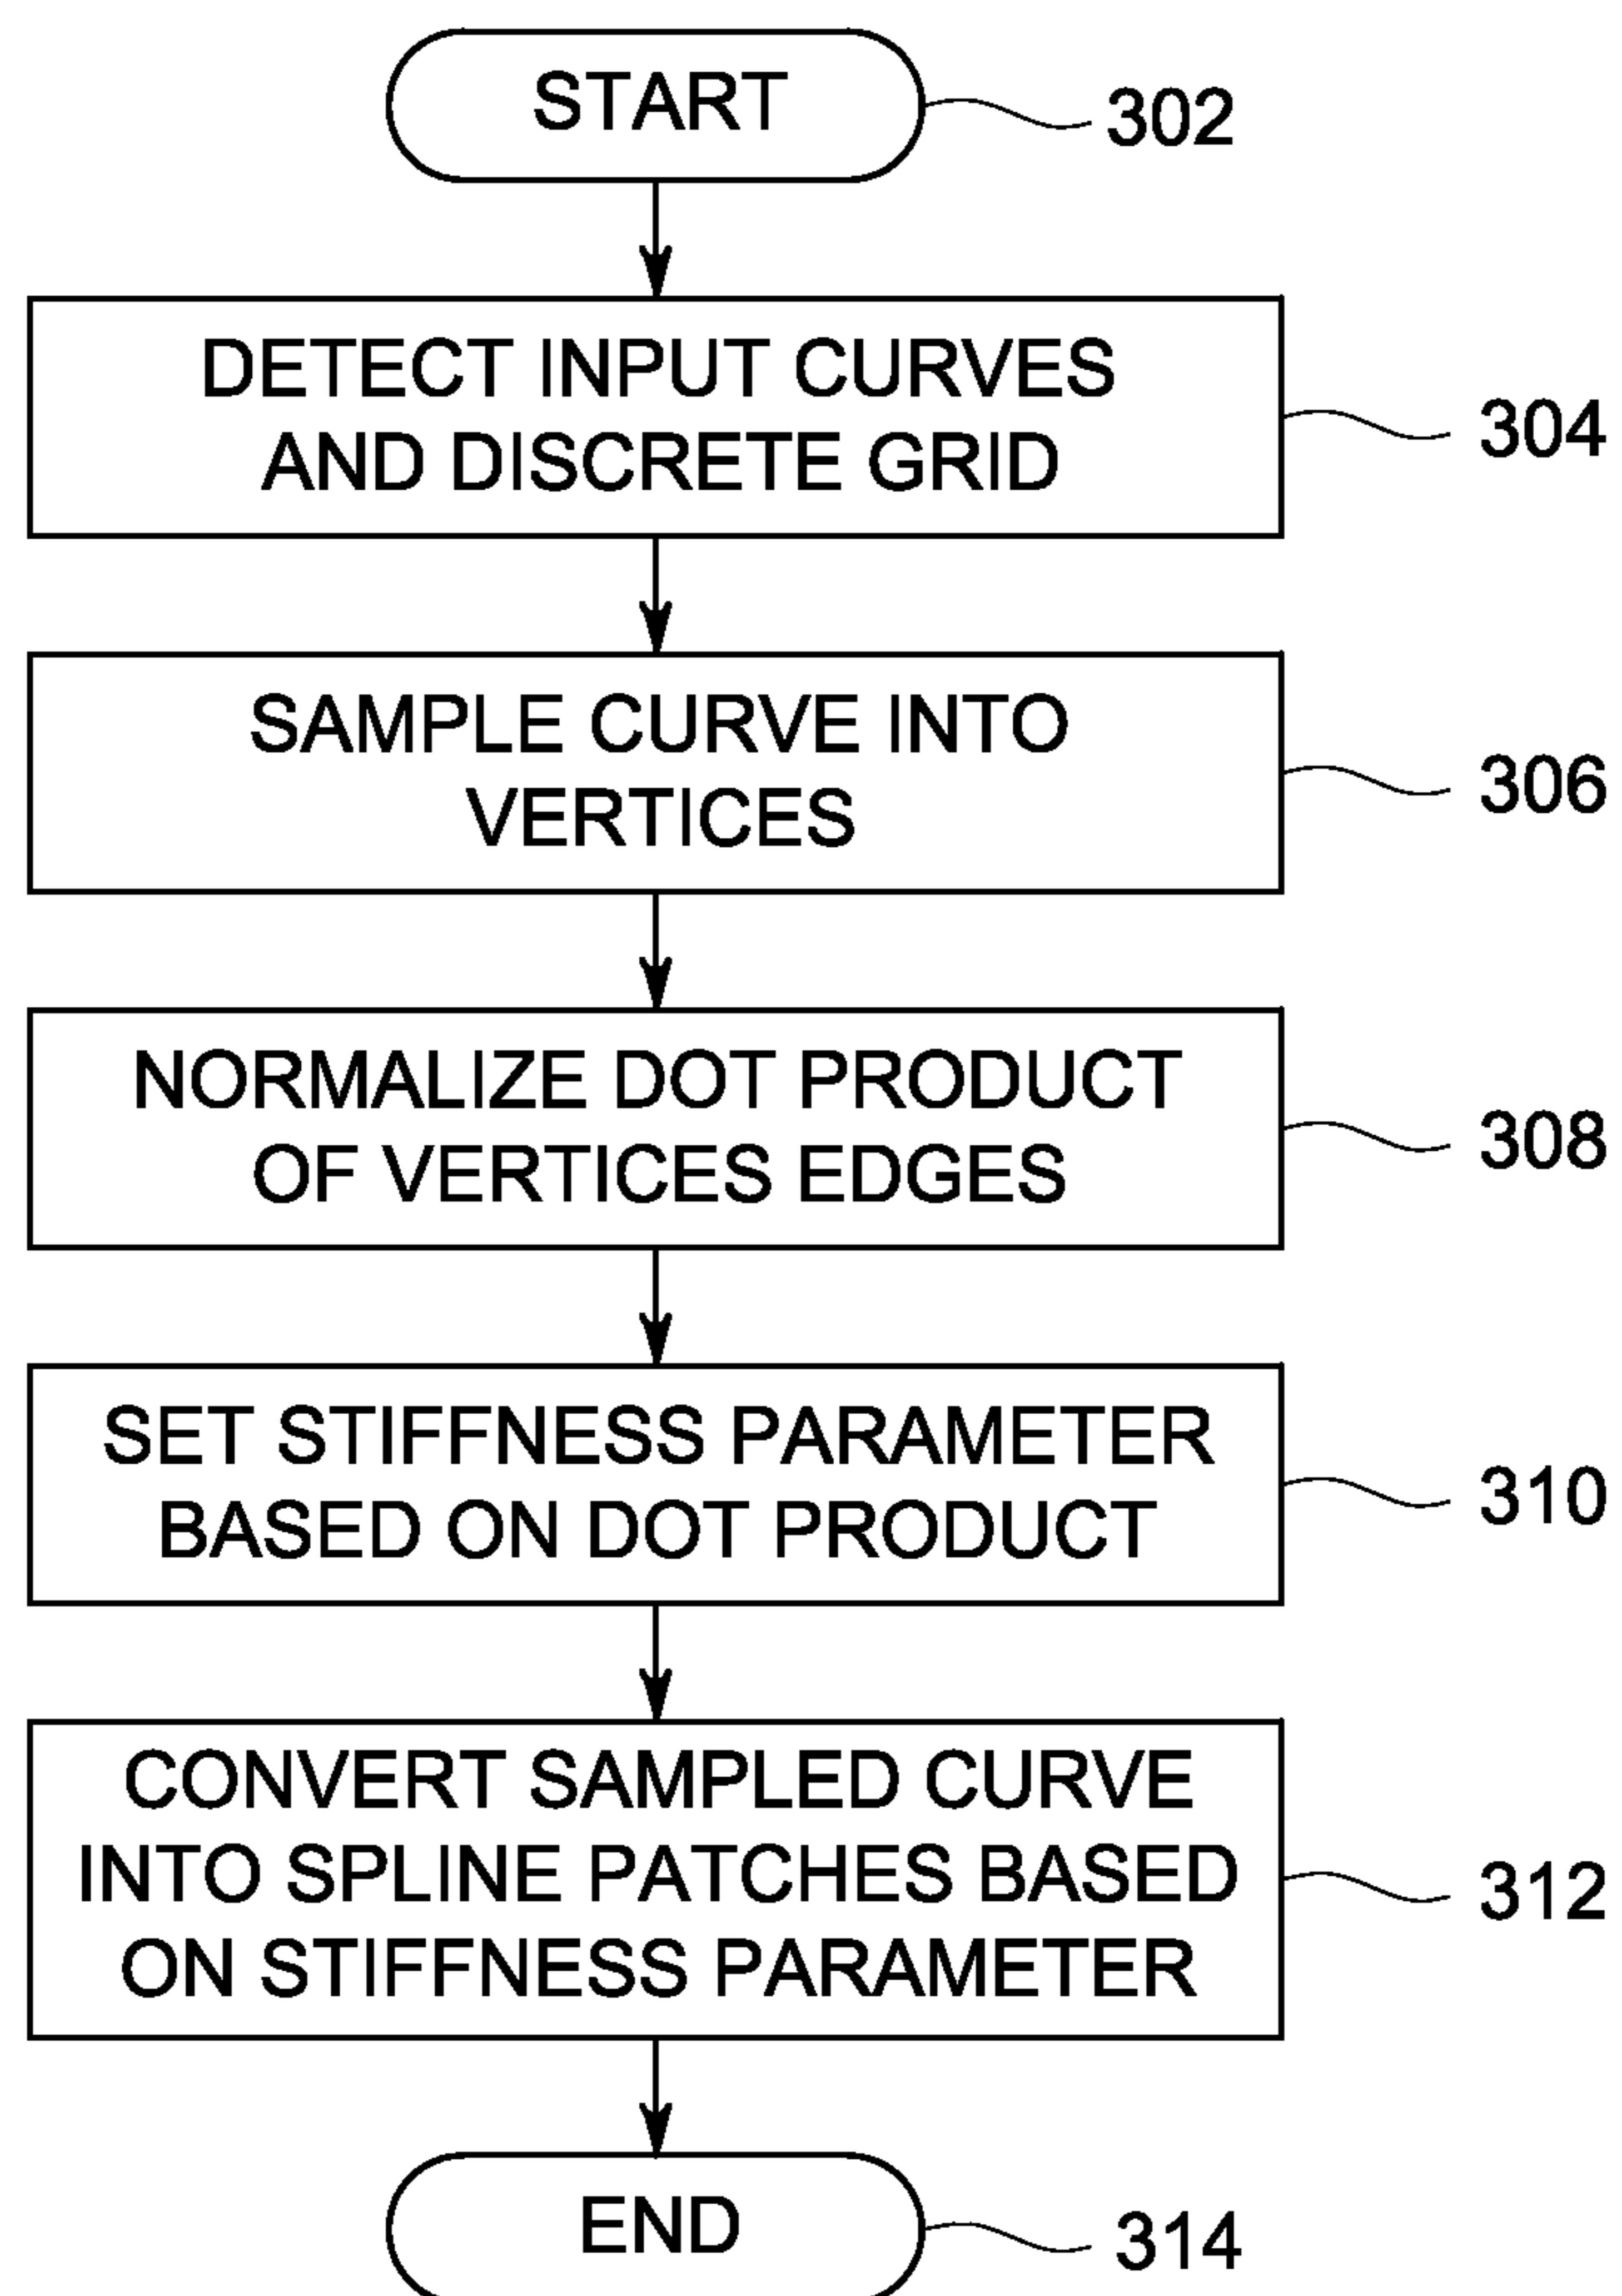 START
302
DETECT INPUT CURVES
AND DISCRETE GRID
304
SAMPLE CURVE INTO
VERTICES
306
NORMALIZE DOT PRODUCT
OF VERTICES EDGES
308
SET STIFFNESS PARAMETER
BASED ON DOT PRODUCT
310
CONVERT SAMPLED CURVE
INTO SPLINE PATCHES BASED
ON STIFFNESS PARAMETER
312
END
314